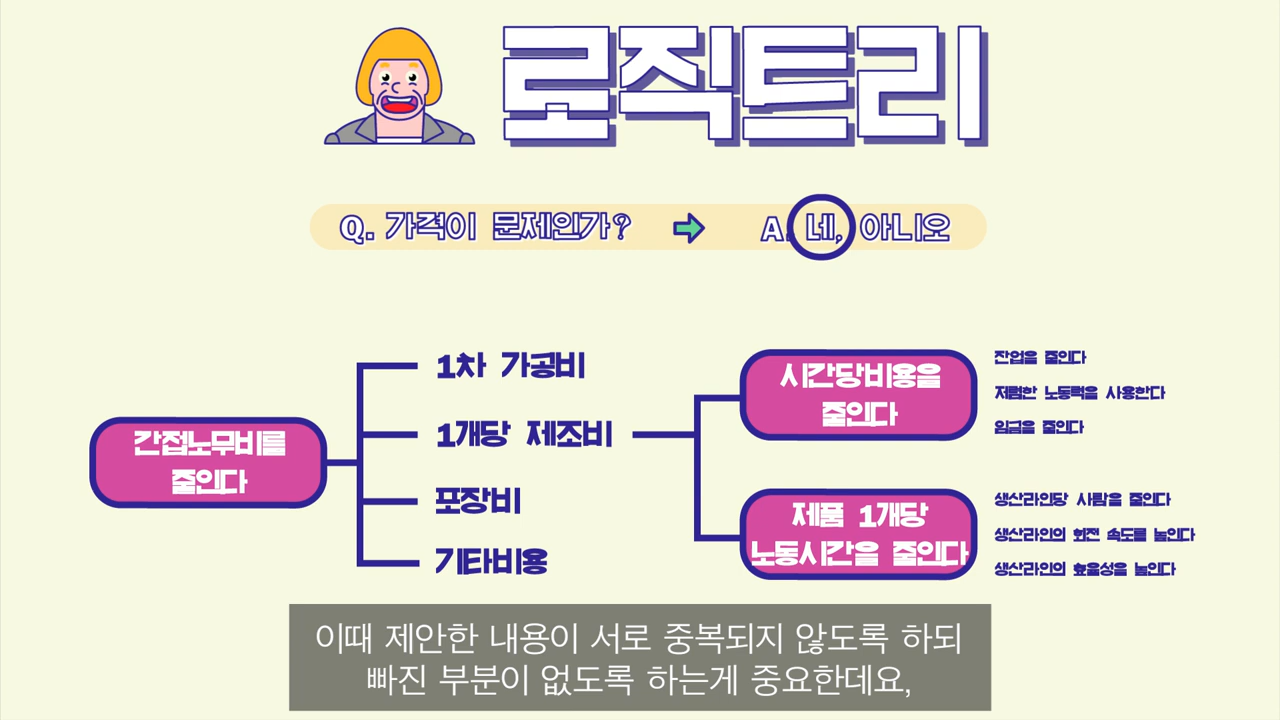 로직트리
Q. 가격이 문제인가? A. 네, 아니오
간접노무비를
줄인다
1차 가공비
1개당 제조비
포장비
기타비용
시간당비용을
줄인다
잔업을 줄인다
저렴한 노동력을 사용한다
임금을 줄인다
제품 1개당
노동시간을 줄인다
생산라인당 사람을 줄인다
생산라인의 회전 속도를 높인다
생산라인의 효율성을 높인다
이때 제안한 내용이 서로 중복되지 않도록 하되
빠진 부분이 없도록 하는게 중요한데요,